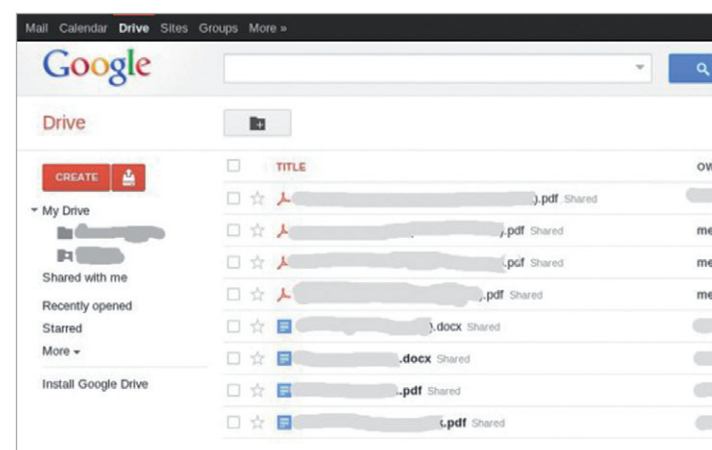 Mail Calendar Drive Sites Groups More »
Google
Drive
CREATE
TITLE
OW
My Drive
Shared with me
Recently opened
Starred
More
Install Google Drive
).pdf Shared
).pdf Shared
me
.pdf Shared
me
).pdf Shared
me
).docx Shared
.docx Shared
..pdf Shared
.pdf Shared